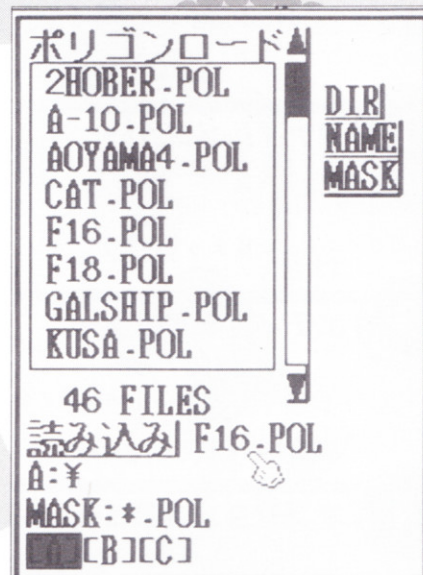 ポリゴンロード
2HOBER.POL
A-10.POL
AOYAMA4.POL
CAT.POL
F16.POL
F18.POL
GALSHIP.POL
KUSA.POL
DIR
NAME
MASK
46 FILES
読み込み F16.POL
A:¥
MASK:*.POL
[A][B][C]